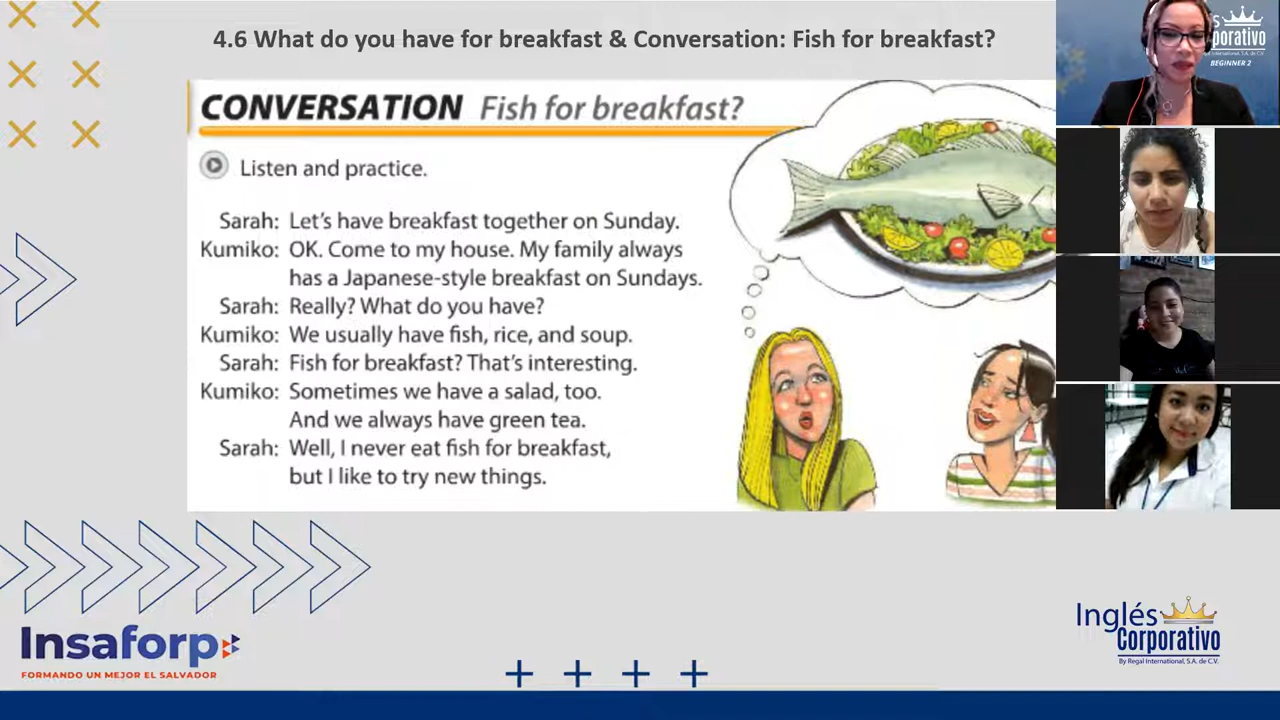 4.6 What do you have for breakfast & Conversation: Fish for breakfast?
CONVERSATION Fish for breakfast?
Listen and practice.
Sarah: Let's have breakfast together on Sunday.
Kumiko: OK. Come to my house. My family always
has a Japanese-style breakfast on Sundays.
Sarah: Really? What do you have?
Kumiko: We usually have fish, rice, and soup.
Sarah: Fish for breakfast? That's interesting.
Kumiko: Sometimes we have a salad, too.
And we always have green tea.
Sarah: Well, I never eat fish for breakfast,
but I like to try new things.
BEGINNER 2
Insaforp
FORMANDO UN MEJOR EL SALVADOR
Inglés
Corporativo
By Regal International, S.A. de C.V.